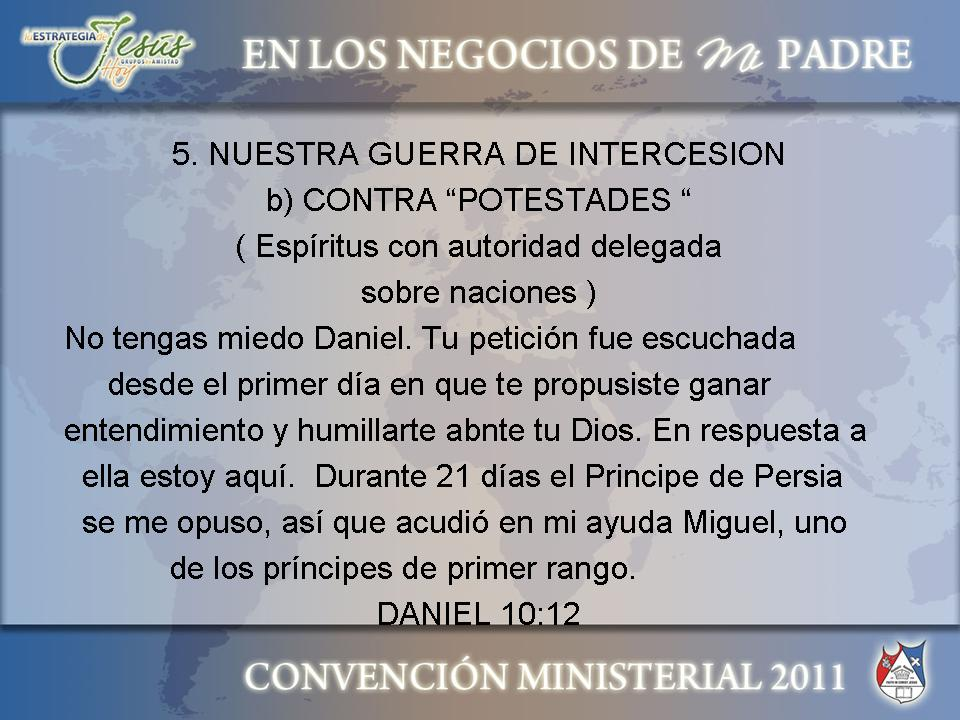 la ESTRATEGIA de
Jesús
GRUPOS de AMISTAD
Hoy
EN LOS NEGOCIOS DE Mi PADRE
5. NUESTRA GUERRA DE INTERCESION
b) CONTRA “POTESTADES “
( Espíritus con autoridad delegada
sobre naciones )
No tengas miedo Daniel. Tu petición fue escuchada
desde el primer día en que te propusiste ganar
entendimiento y humillarte abnte tu Dios. En respuesta a
ella estoy aquí.  Durante 21 días el Principe de Persia
se me opuso, así que acudió en mi ayuda Miguel, uno
de los príncipes de primer rango.
DANIEL 10:12
CONVENCIÓN MINISTERIAL 2011